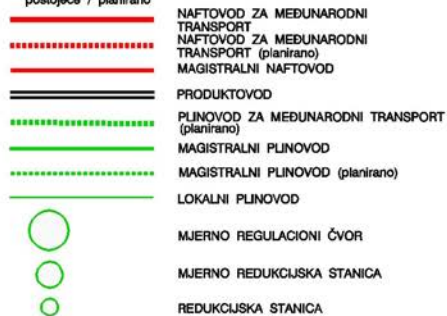 postojeće / planirano
NAFTOVOD ZA MEĐUNARODNI
TRANSPORT
NAFTOVOD ZA MEĐUNARODNI
TRANSPORT (planirano)
MAGISTRALNI NAFTOVOD
PRODUKTOVOD
PLINOVOD ZA MEĐUNARODNI TRANSPORT
(planirano)
MAGISTRALNI PLINOVOD
MAGISTRALNI PLINOVOD (planirano)
LOKALNI PLINOVOD
MJERNO REGULACIONI ČVOR
MJERNO REDUKCIJSKA STANICA
REDUKCIJSKA STANICA